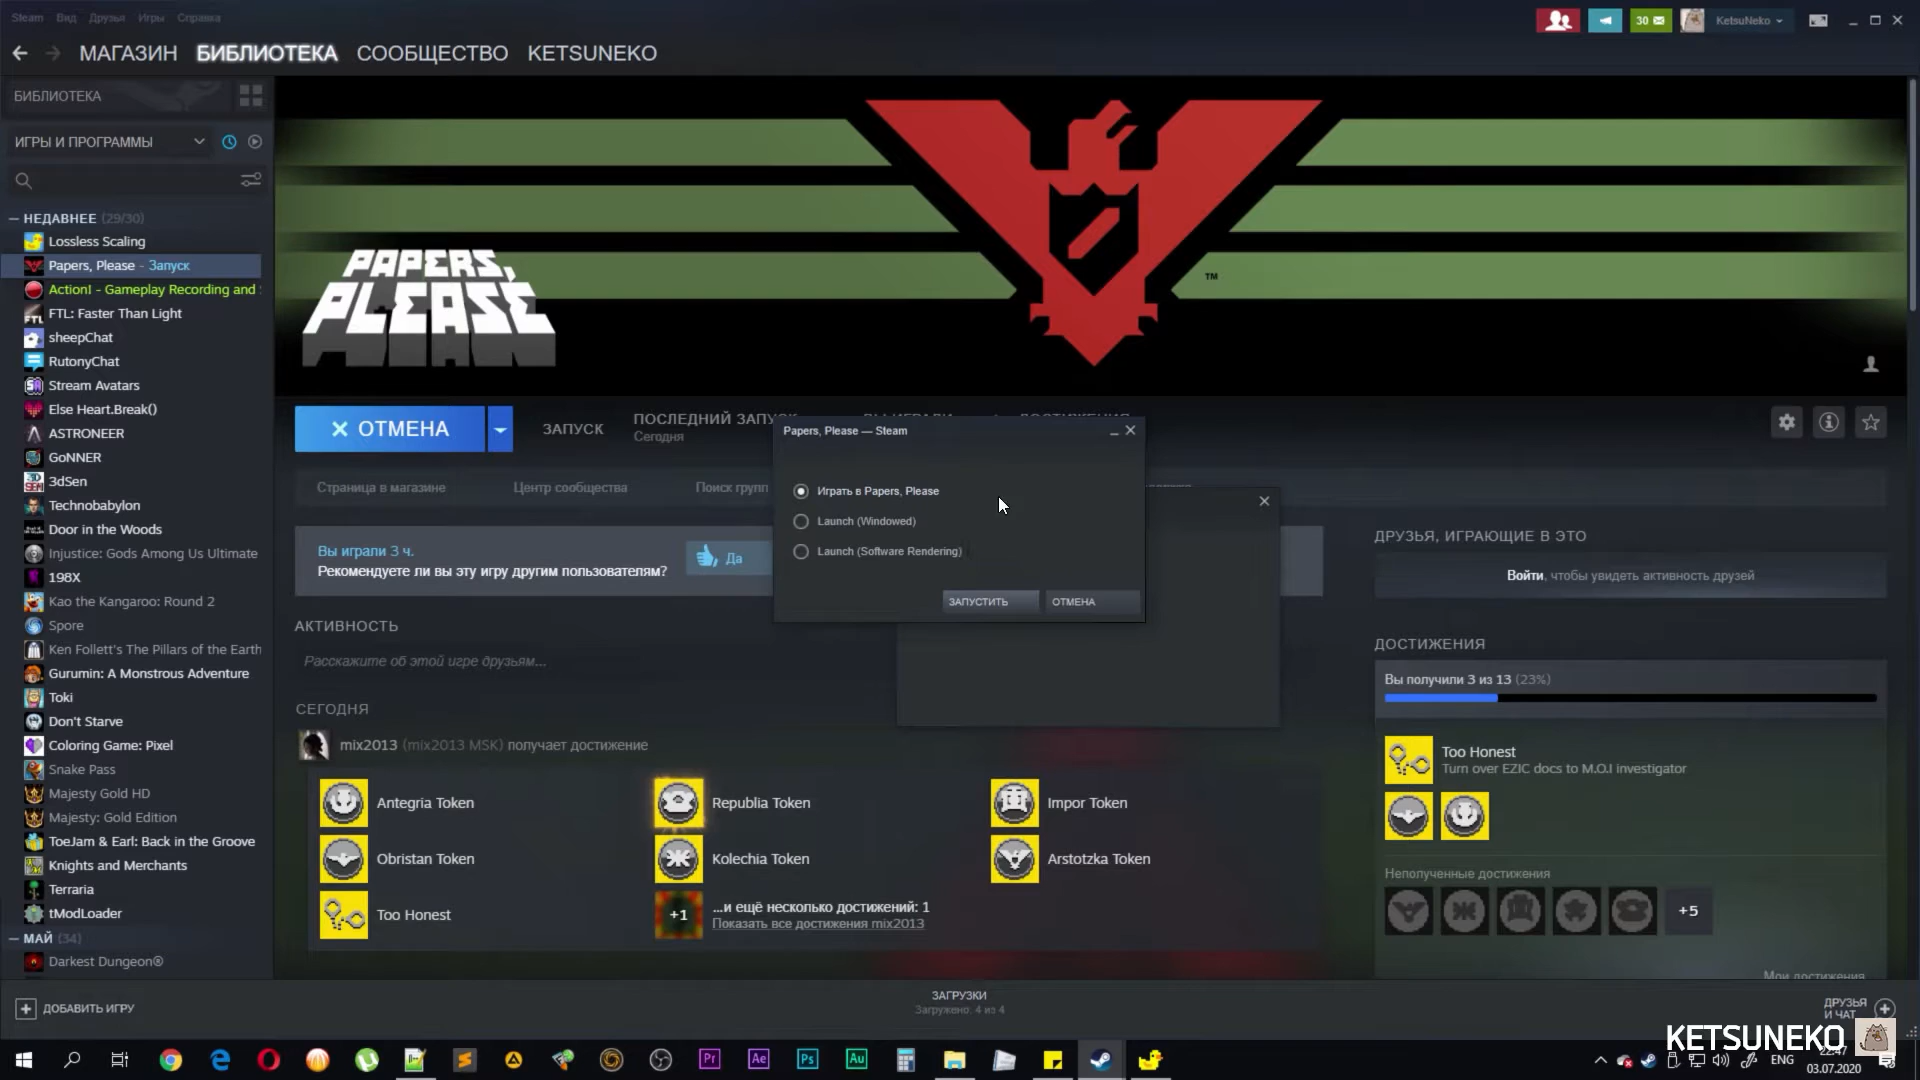 Steam Вид Друзья Игры Справка
30
KetsuNeko
МАГАЗИН БИБЛИОТЕКА СООБЩЕСТВО KETSUNEKO
БИБЛИОТЕКА
ИГРЫ И ПРОГРАММЫ
НЕДАВНЕЕ (29/30)
Lossless Scaling
Papers, Please - Запуск
Action! - Gameplay Recording and
FTL: Faster Than Light
sheepChat
RutonyChat
Stream Avatars
Else Heart.Break()
ASTRONEER
GoNNER
3dSen
Technobabylon
Door in the Woods
Injustice: Gods Among Us Ultimate
198X
Kao the Kangaroo: Round 2
Spore
Ken Follett's The Pillars of the Earth
Gurumin: A Monstrous Adventure
Toki
Don't Starve
Coloring Game: Pixel
Snake Pass
Majesty Gold HD
Majesty: Gold Edition
ToeJam & Earl: Back in the Groove
Knights and Merchants
Terraria
tModLoader
МАЙ (34)
Darkest Dungeon®
ДОБАВИТЬ ИГРУ
PAPERS,
PLEASE
TM
ОТМЕНА
ЗАПУСК
ПОСЛЕДНИЙ ЗАПУСК
Сегодня
ВЫ ИГРАЛИ
ДОСТИЖЕНИЯ
Страница в магазине
Центр сообщества
Поиск групп
Papers, Please — Steam
Играть в Papers, Please
Launch (Windowed)
Launch (Software Rendering)
ЗАПУСТИТЬ
ОТМЕНА
Вы играли 3 ч.
Рекомендуете ли вы эту игру другим пользователям?
Да
АКТИВНОСТЬ
Расскажите об этой игре друзьям...
СЕГОДНЯ
mix2013 (mix2013 MSK) получает достижение
Antegria Token
Republia Token
Impor Token
Obristan Token
Kolechia Token
Arstotzka Token
Too Honest
+1
...и ещё несколько достижений: 1
Показать все достижения mix2013
ДРУЗЬЯ, ИГРАЮЩИЕ В ЭТО
Войти, чтобы увидеть активность друзей
ДОСТИЖЕНИЯ
Вы получили 3 из 13 (23%)
Too Honest
Turn over EZIC docs to M.O.I investigator
Неполученные достижения
+5
Мои достижения
ЗАГРУЗКИ
Загружено: 4 из 4
ДРУЗЬЯ
И ЧАТ
KETSUNEKO
Pr
Ae
Ps
Au
ENG
22:47
03.07.2020